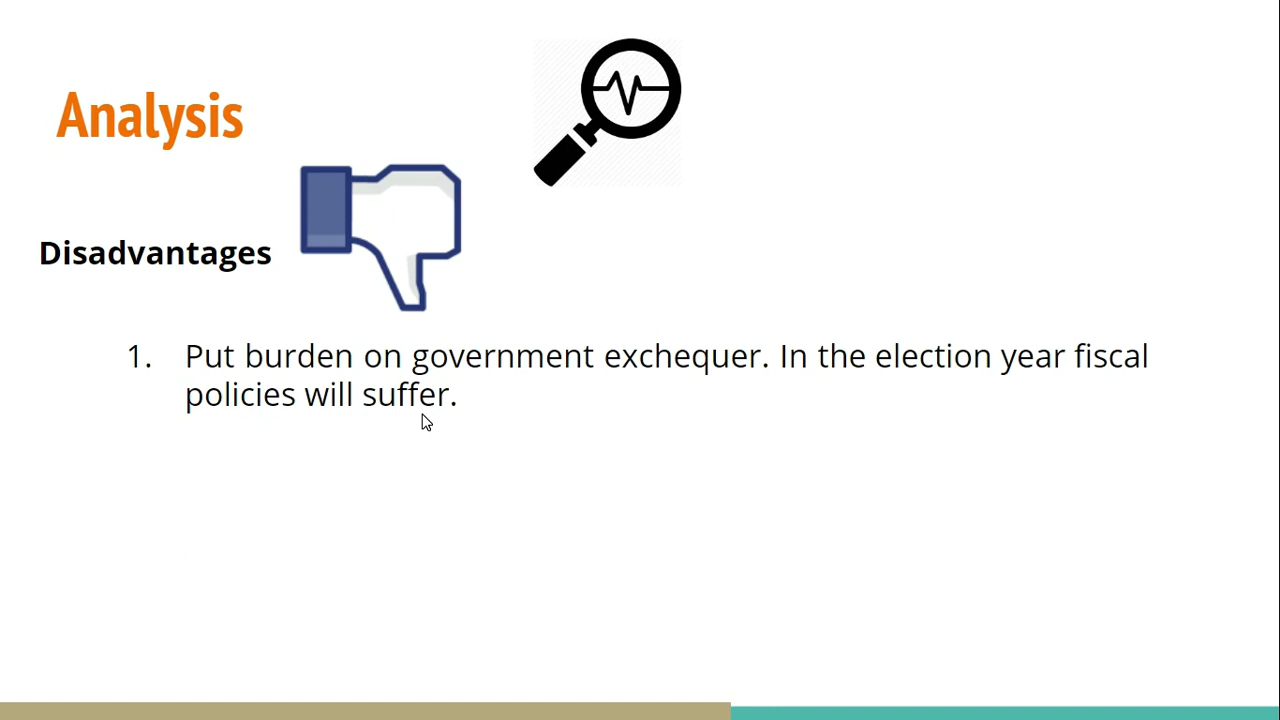 Analysis
Disadvantages
1. Put burden on government exchequer. In the election year fiscal
policies will suffer.